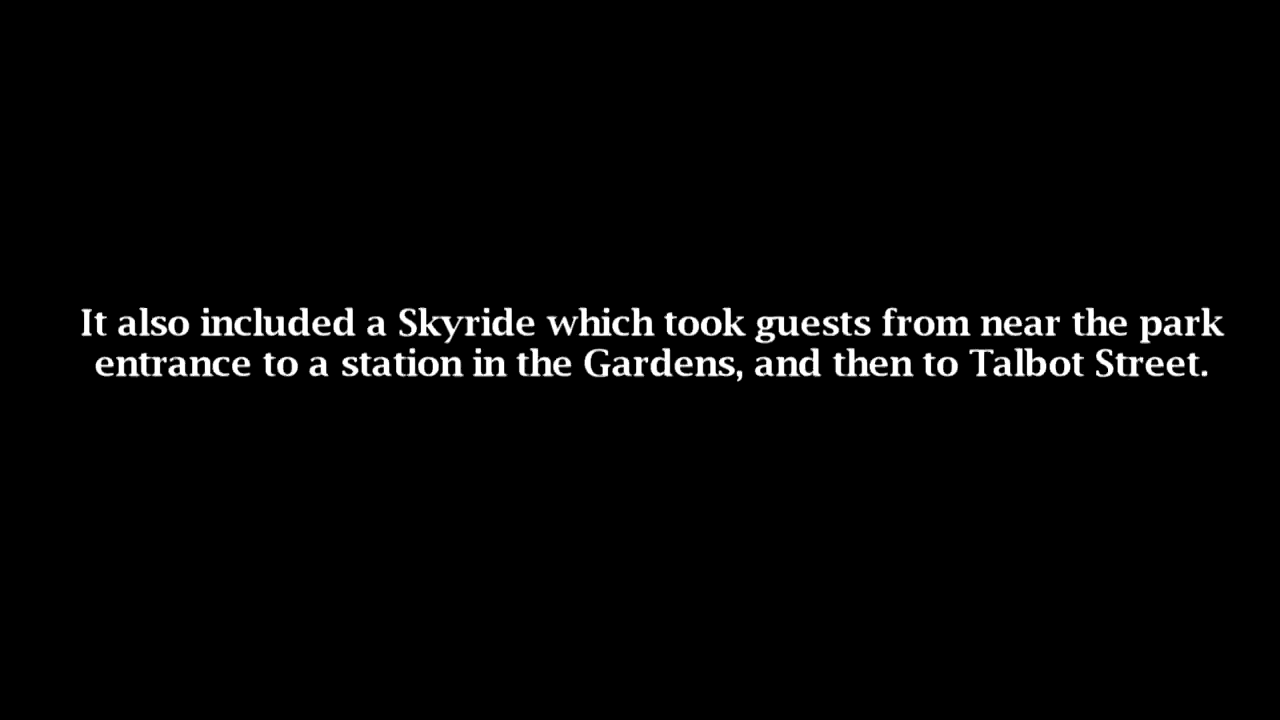 It also included a Skyride which took guests from near the park
entrance to a station in the Gardens, and then to Talbot Street.